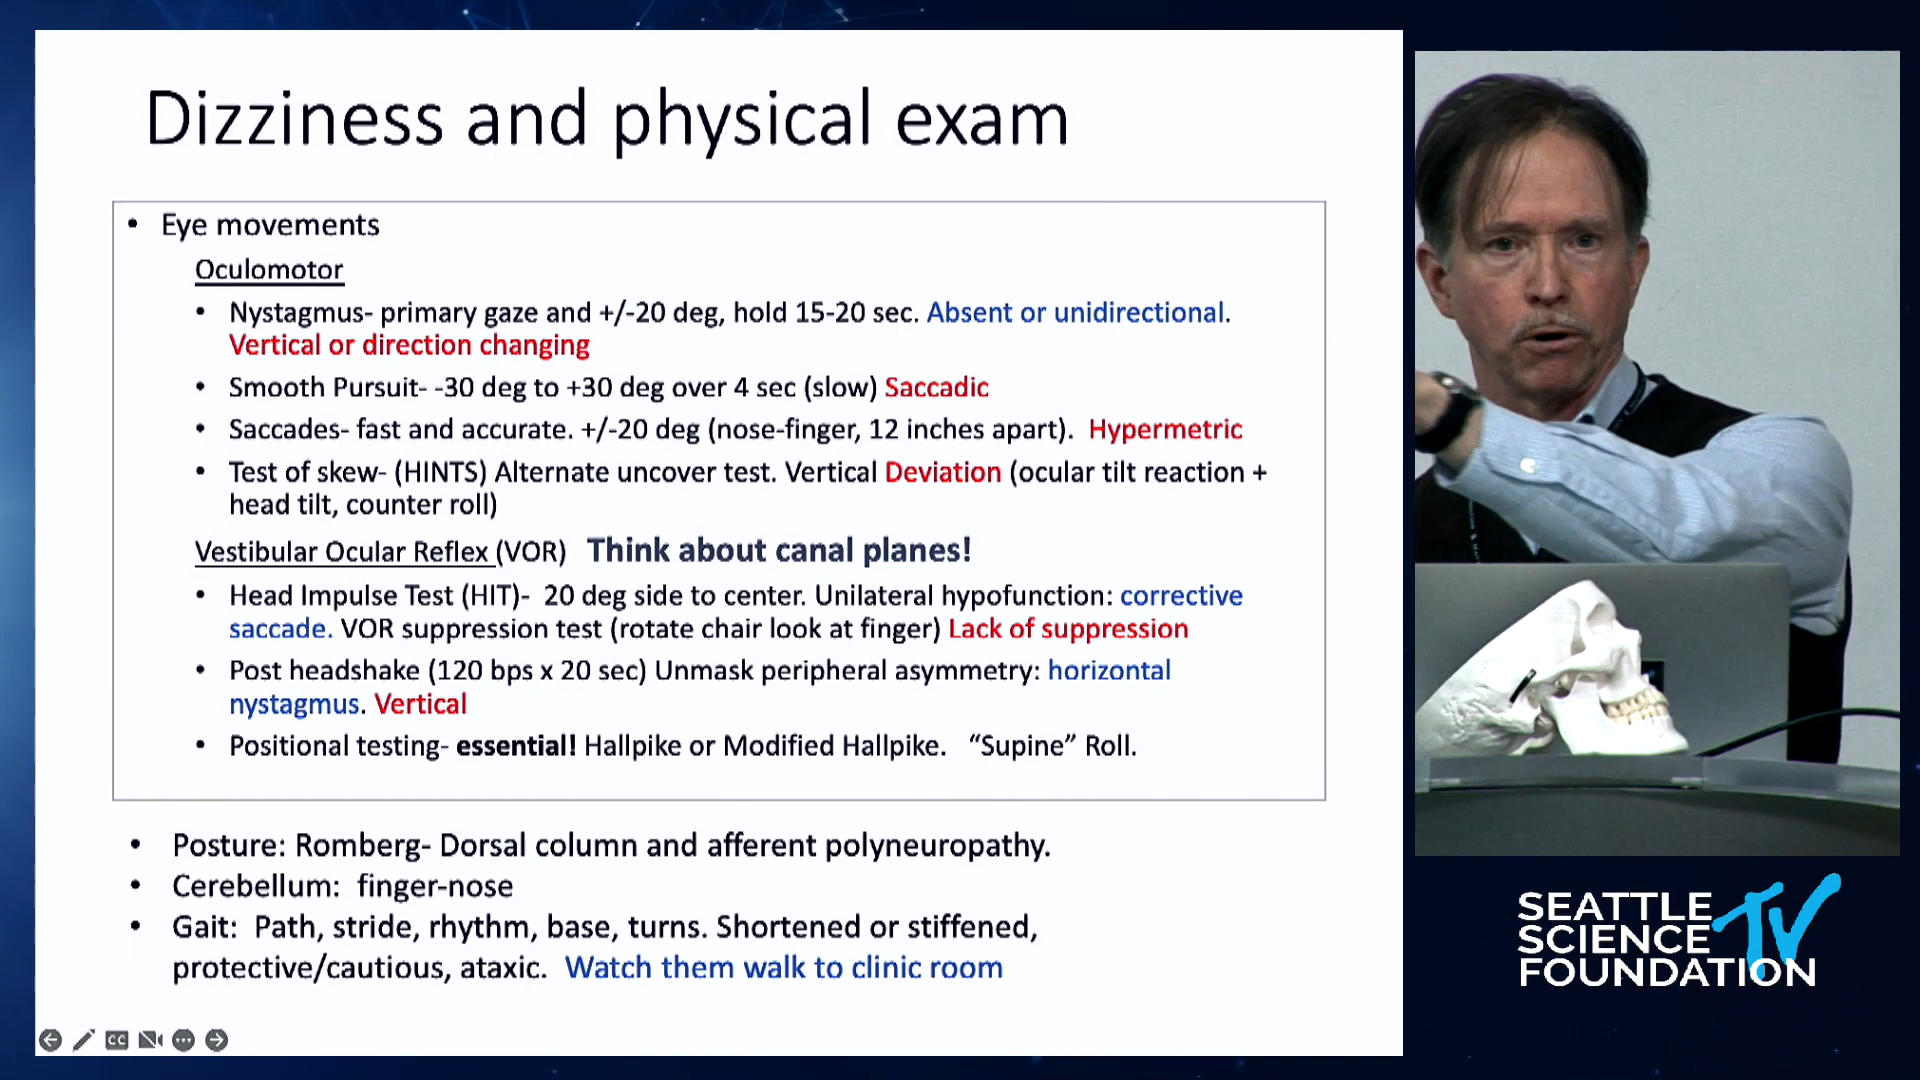 Dizziness and physical exam
• Eye movements
Oculomotor
• Nystagmus- primary gaze and +/-20 deg, hold 15-20 sec. Absent or unidirectional.
Vertical or direction changing
• Smooth Pursuit- -30 deg to +30 deg over 4 sec (slow) Saccadic
• Saccades- fast and accurate. +/-20 deg (nose-finger, 12 inches apart). Hypermetric
• Test of skew- (HINTS) Alternate uncover test. Vertical Deviation (ocular tilt reaction +
head tilt, counter roll)
Vestibular Ocular Reflex (VOR) Think about canal planes!
• Head Impulse Test (HIT)- 20 deg side to center. Unilateral hypofunction: corrective
saccade. VOR suppression test (rotate chair look at finger) Lack of suppression
• Post headshake (120 bps x 20 sec) Unmask peripheral asymmetry: horizontal
nystagmus. Vertical
• Positional testing- essential! Hallpike or Modified Hallpike. “Supine” Roll.
• Posture: Romberg- Dorsal column and afferent polyneuropathy.
• Cerebellum: finger-nose
• Gait: Path, stride, rhythm, base, turns. Shortened or stiffened,
protective/cautious, ataxic. Watch them walk to clinic room
CC
SEATTLE
SCIENCE TV
FOUNDATION